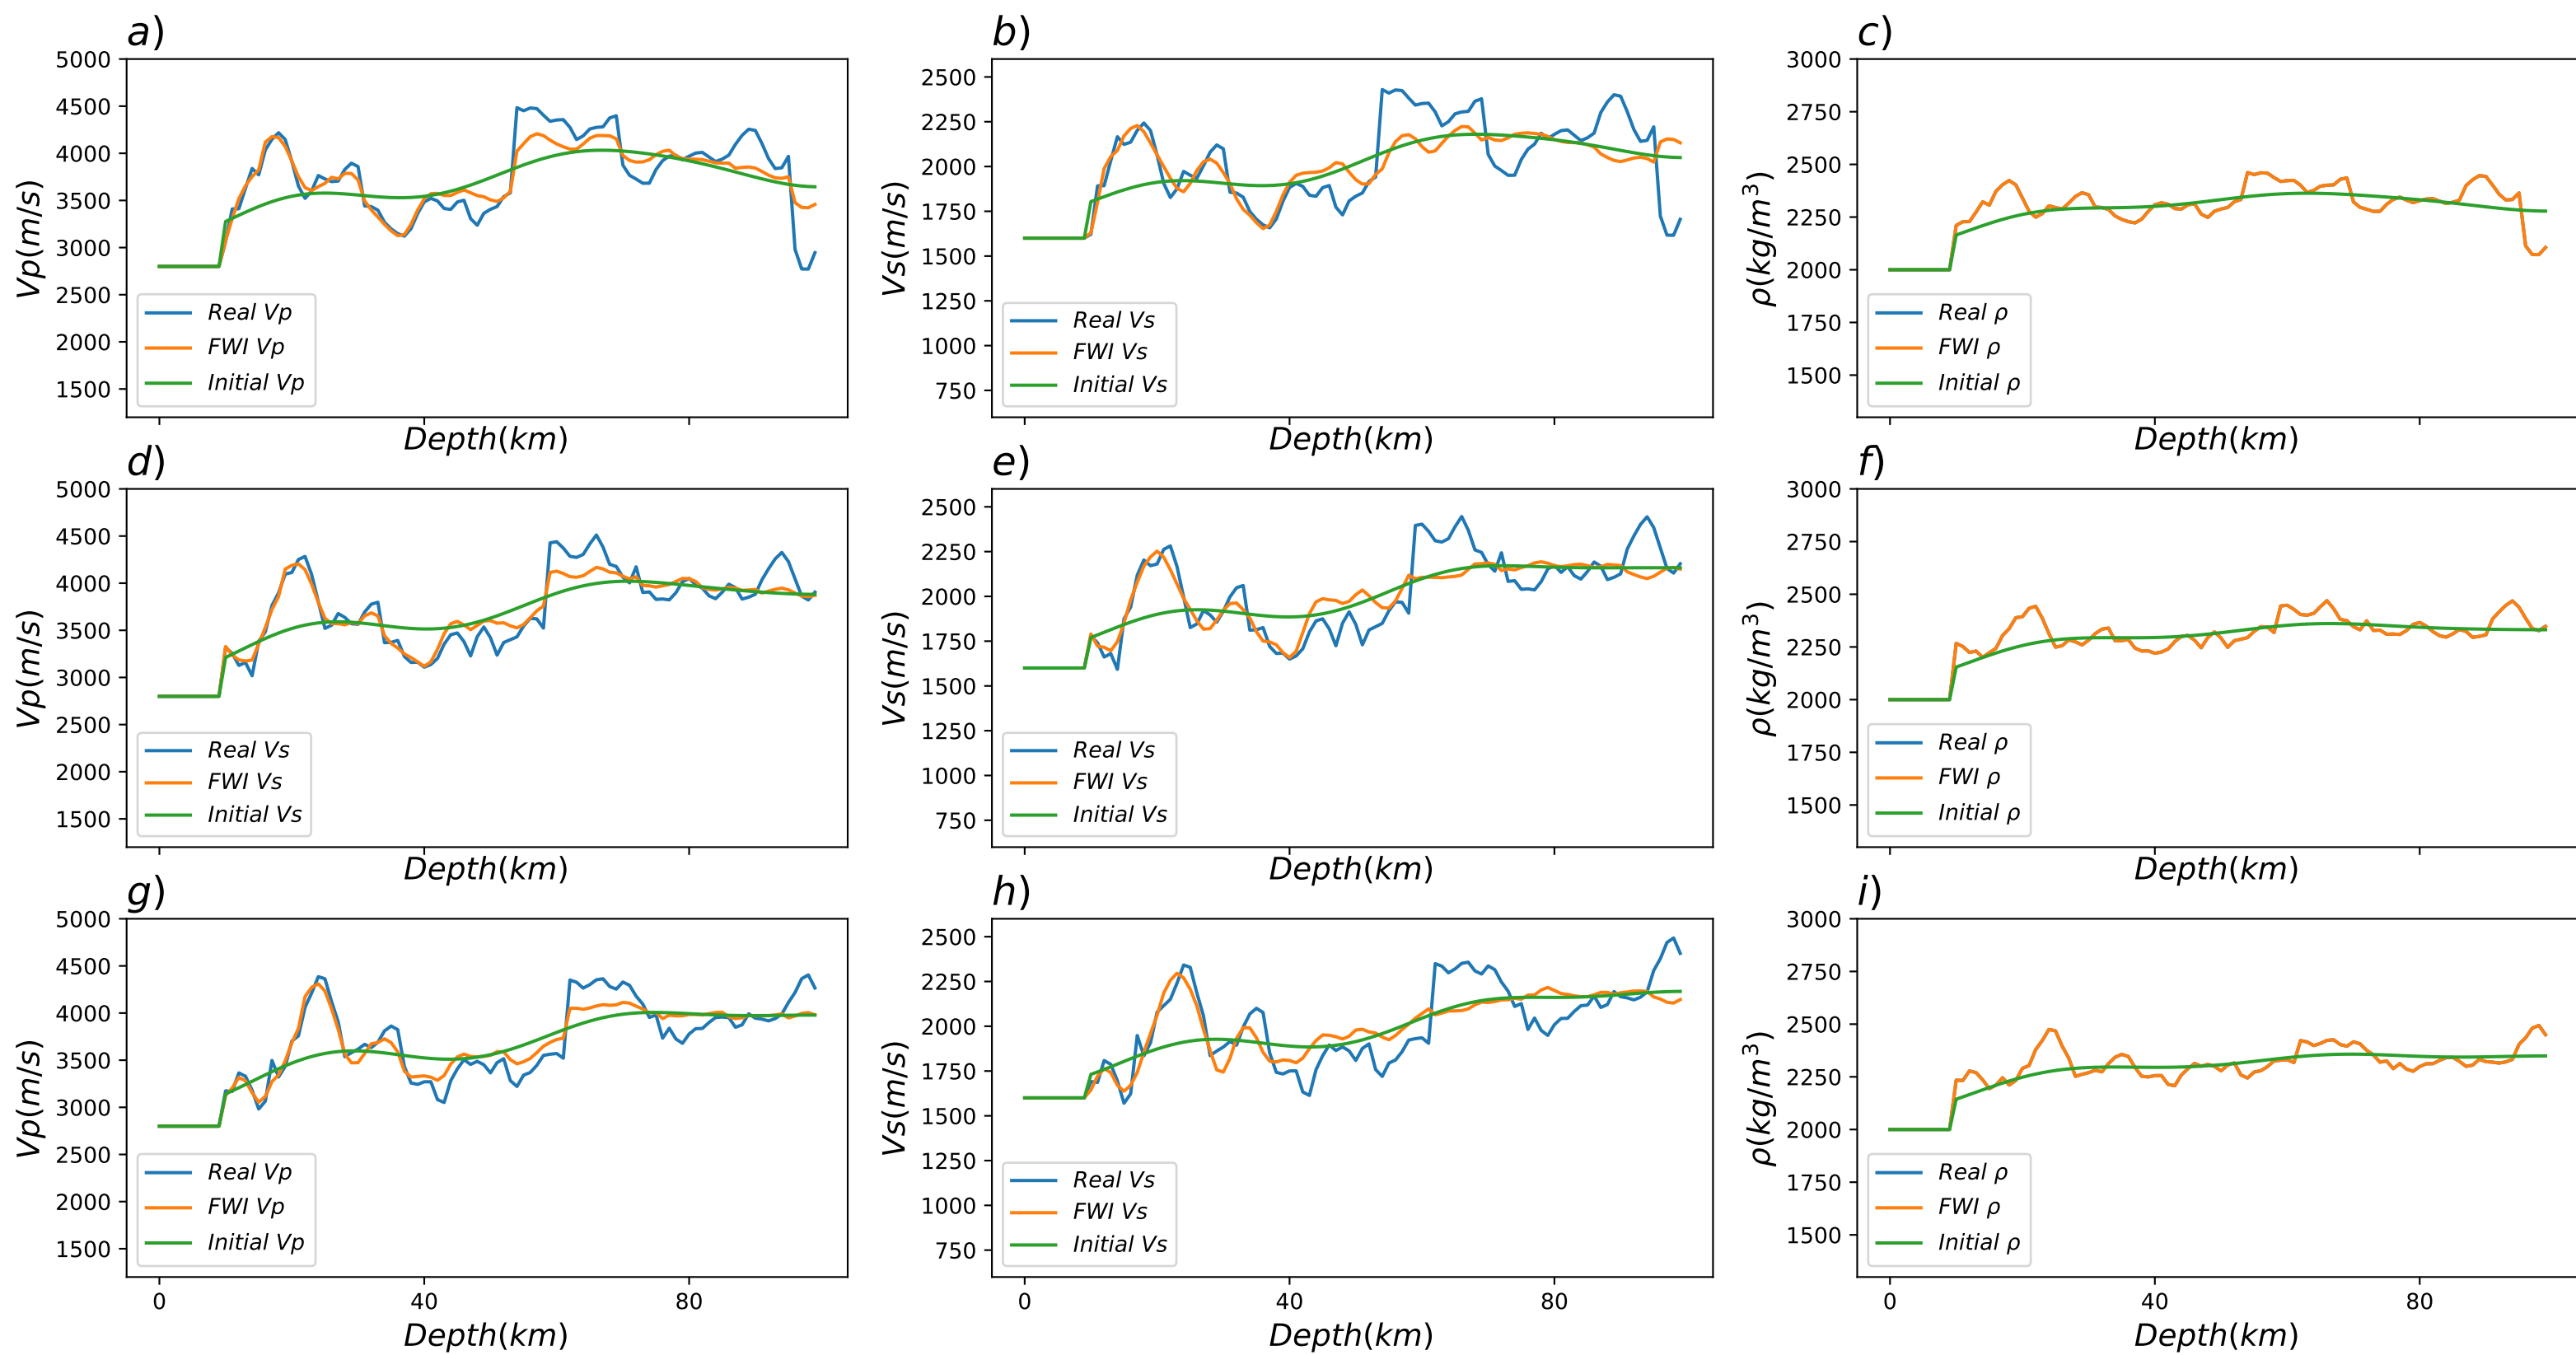 a)
5000
4500
4000
3500
3000
2500
2000
1500
Vp(m/s)
Real Vp
FWI Vp
Initial Vp
Depth(km)
b)
2500
2250
2000
1750
1500
1250
1000
750
Vs(m/s)
Real Vs
FWI Vs
Initial Vs
Depth(km)
c)
3000
2750
2500
2250
2000
1750
1500
ρ(kg/m³)
Real ρ
FWI ρ
Initial ρ
Depth(km)
d)
5000
4500
4000
3500
3000
2500
2000
1500
Vp(m/s)
Real Vs
FWI Vs
Initial Vs
Depth(km)
e)
2500
2250
2000
1750
1500
1250
1000
750
Vs(m/s)
Real Vs
FWI Vs
Initial Vs
Depth(km)
f)
3000
2750
2500
2250
2000
1750
1500
ρ(kg/m³)
Real ρ
FWI ρ
Initial ρ
Depth(km)
g)
5000
4500
4000
3500
3000
2500
2000
1500
Vp(m/s)
Real Vp
FWI Vp
Initial Vp
0 40 80
Depth(km)
h)
2500
2250
2000
1750
1500
1250
1000
750
Vs(m/s)
Real Vs
FWI Vs
Initial Vs
0 40 80
Depth(km)
i)
3000
2750
2500
2250
2000
1750
1500
ρ(kg/m³)
Real ρ
FWI ρ
Initial ρ
0 40 80
Depth(km)